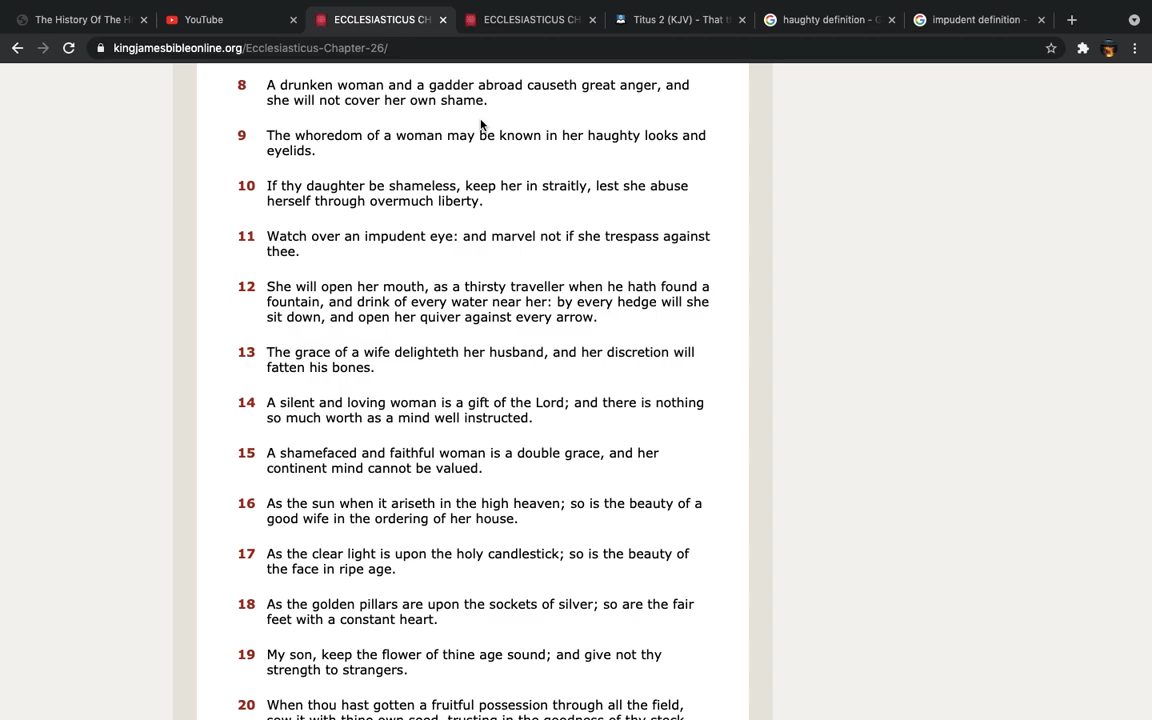 The History Of The H
YouTube
ECCLESIASTICUS CH
ECCLESIASTICUS CH
Titus 2 (KJV) - That t
haughty definition - G
impudent definition -
kingjamesbibleonline.org/Ecclesiasticus-Chapter-26/
8 A drunken woman and a gadder abroad causeth great anger, and
she will not cover her own shame.
9 The whoredom of a woman may be known in her haughty looks and
eyelids.
10 If thy daughter be shameless, keep her in straitly, lest she abuse
herself through overmuch liberty.
11 Watch over an impudent eye: and marvel not if she trespass against
thee.
12 She will open her mouth, as a thirsty traveller when he hath found a
fountain, and drink of every water near her: by every hedge will she
sit down, and open her quiver against every arrow.
13 The grace of a wife delighteth her husband, and her discretion will
fatten his bones.
14 A silent and loving woman is a gift of the Lord; and there is nothing
so much worth as a mind well instructed.
15 A shamefaced and faithful woman is a double grace, and her
continent mind cannot be valued.
16 As the sun when it ariseth in the high heaven; so is the beauty of a
good wife in the ordering of her house.
17 As the clear light is upon the holy candlestick; so is the beauty of
the face in ripe age.
18 As the golden pillars are upon the sockets of silver; so are the fair
feet with a constant heart.
19 My son, keep the flower of thine age sound; and give not thy
strength to strangers.
20 When thou hast gotten a fruitful possession through all the field,
sow it with thine own seed, trusting in the goodness of thy stock.